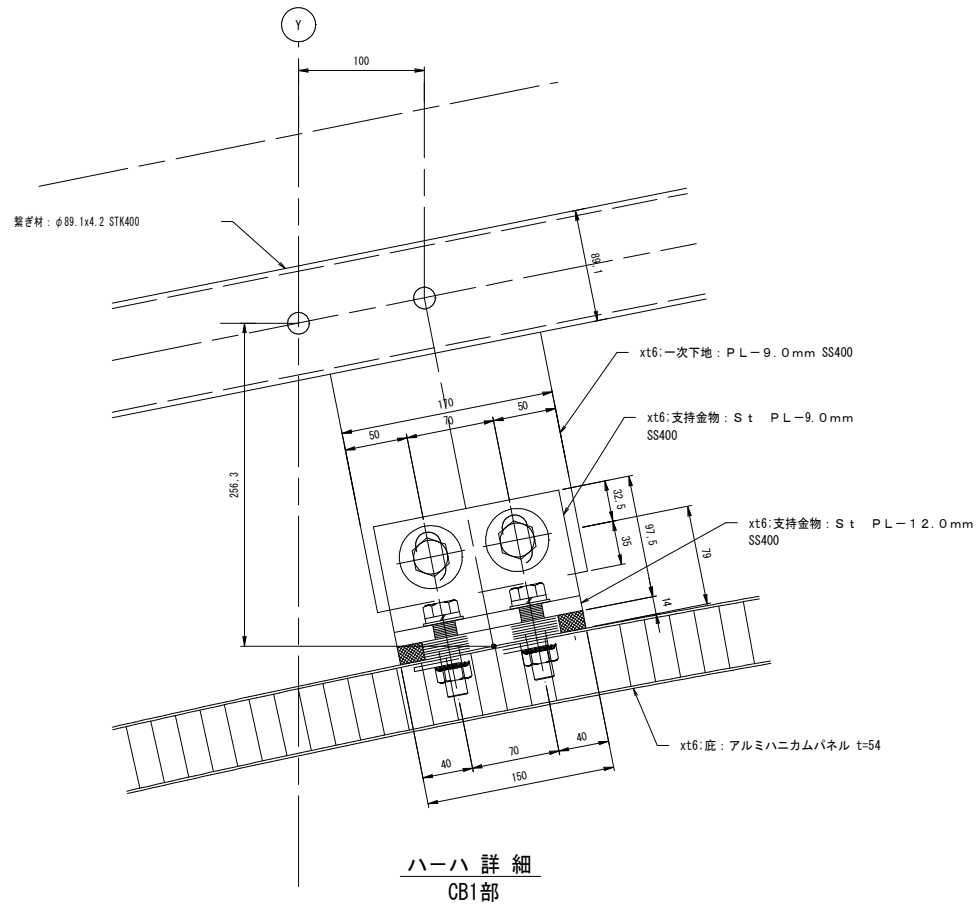 Y
100
繋ぎ材：φ89.1x4.2 STK400
89,1
xt6;一次下地：ＰＬ－9.0mm SS400
170
50
70
50
xt6;支持金物：Ｓｔ　ＰＬ－9.0mm
SS400
256,3
32,5
97,5
35
79
xt6;支持金物：Ｓｔ　ＰＬ－12.0mm
SS400
14
xt6;庇：アルミハニカムパネル t=54
40
70
40
150
ハーハ 詳 細
CB1部